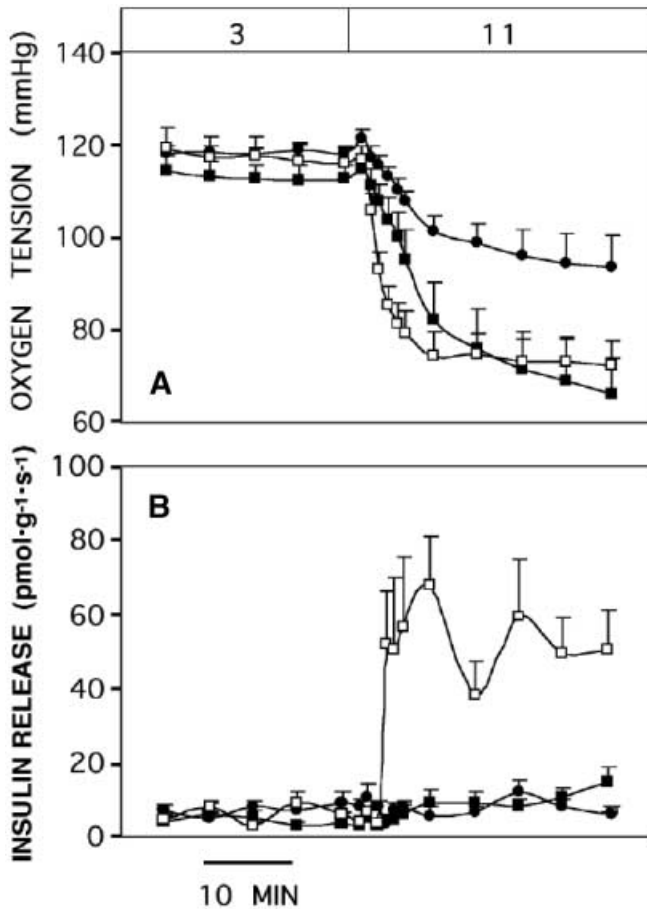 3 11
140
120
100
80
60
OXYGEN TENSION (mmHg)
A
100
80
60
40
20
0
INSULIN RELEASE (pmol·g⁻¹·s⁻¹)
B
10 MIN